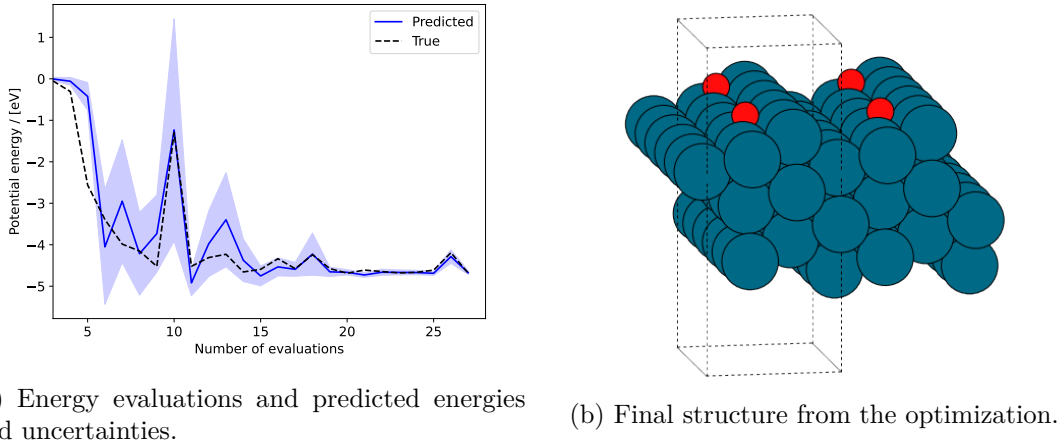 Predicted
True
1
0
−1
−2
−3
−4
−5
Potential energy / [eV]
5
10
15
20
25
Number of evaluations
) Energy evaluations and predicted energies
d uncertainties.
(b) Final structure from the optimization.